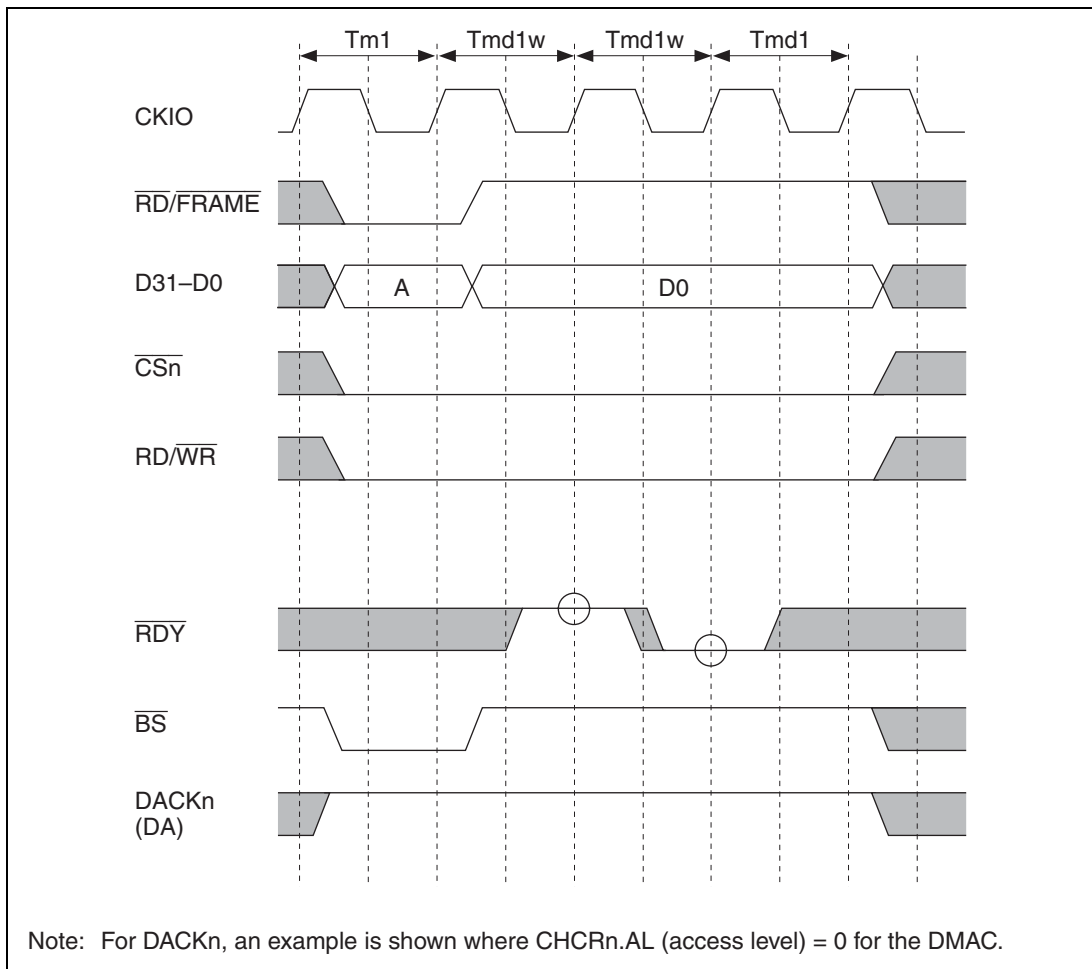 Tm1 Tmd1w Tmd1w Tmd1
CKIO
RD/FRAME
D31–D0 A D0
CSn
RD/WR
RDY
BS
DACKn
(DA)
Note: For DACKn, an example is shown where CHCRn.AL (access level) = 0 for the DMAC.